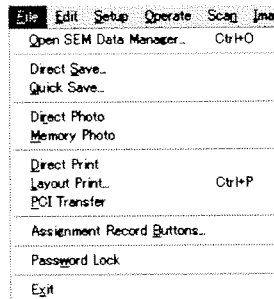 File Edit Setup Operate Scan Ima
Open SEM Data Manager... Ctrl+O
Direct Save...
Quick Save...
Direct Photo
Memory Photo
Direct Print
Layout Print... Ctrl+P
PCI Transfer
Assignment Record Buttons...
Password Lock
Exit